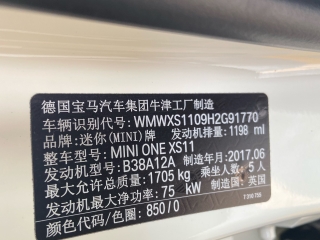 德国宝马汽车集团牛津工厂制造
车辆识别代号: WMWXS1109H2G91770
品牌: 迷你(MINI)牌 发动机排量: 1198 ml
整车型号: MINI ONE XS11
发动机型号: B38A12A 制造年月: 2017.06
最大允许总质量: 1705 kg 乘坐人数: 5人
发动机最大净功率: 75 kW 制造国: 英国
颜色代码/色圈: 850/0